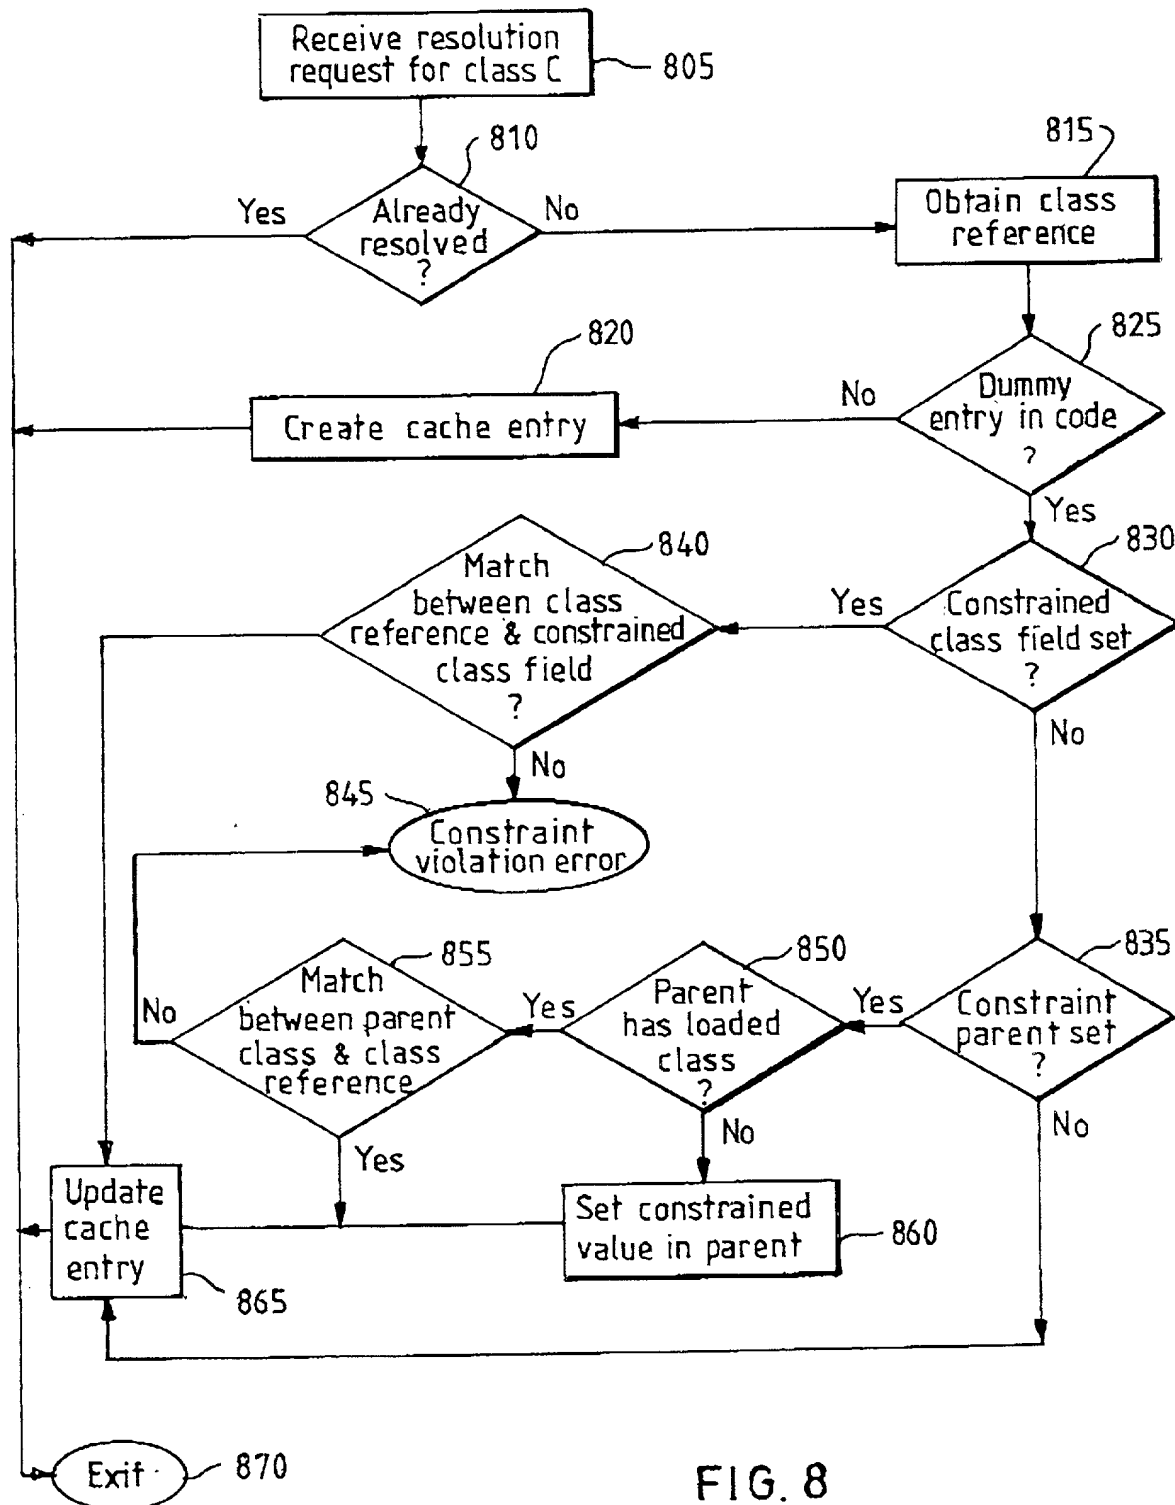 Receive resolution
request for class C
805
810
815
Already
resolved
?
Yes
No
Obtain class
reference
820
825
Create cache entry
No
Dummy
entry in code
?
Yes
840
830
Match
between class
reference & constrained
class field
?
Yes
Constrained
class field set
?
No
No
845
Constraint
violation error
855
850
835
No
Match
between parent
class & class
reference
Yes
Parent
has loaded
class
?
Yes
Constraint
parent set
?
Yes
No
No
Update
cache
entry
865
Set constrained
value in parent
860
Exit
870
FIG. 8